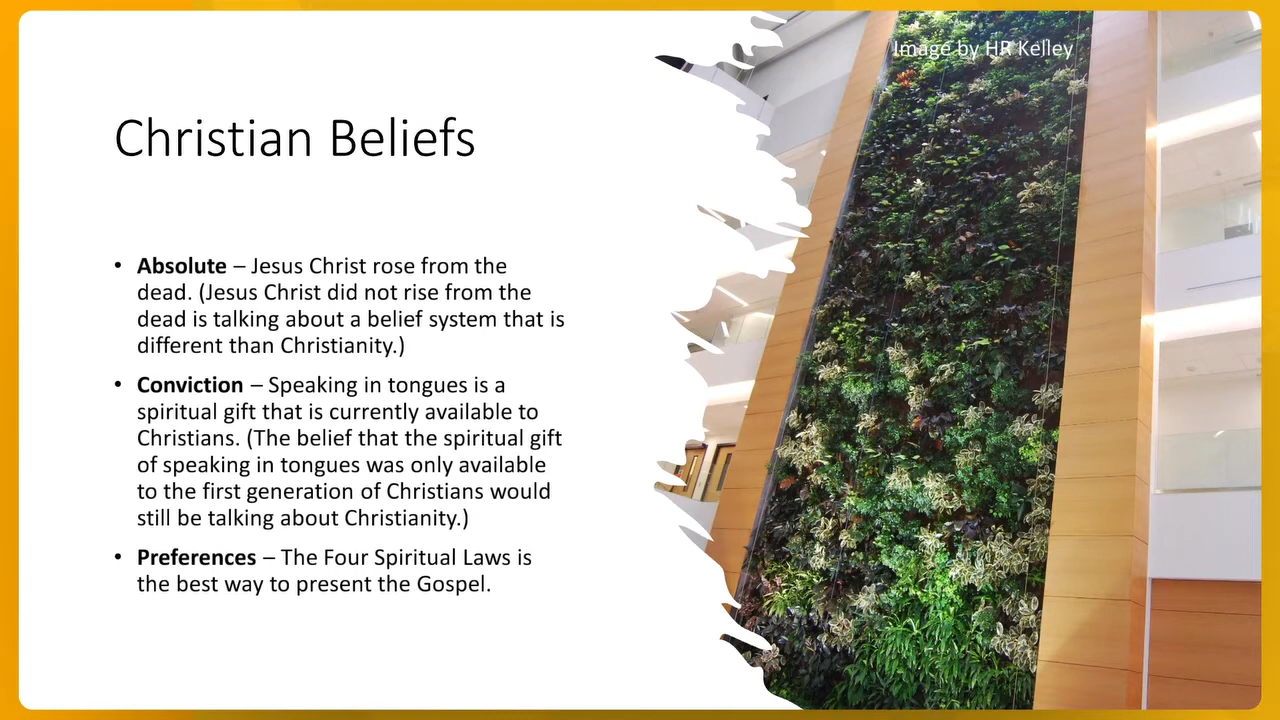 Image by HR Kelley
Christian Beliefs
• Absolute – Jesus Christ rose from the
dead. (Jesus Christ did not rise from the
dead is talking about a belief system that is
different than Christianity.)
• Conviction – Speaking in tongues is a
spiritual gift that is currently available to
Christians. (The belief that the spiritual gift
of speaking in tongues was only available
to the first generation of Christians would
still be talking about Christianity.)
• Preferences – The Four Spiritual Laws is
the best way to present the Gospel.